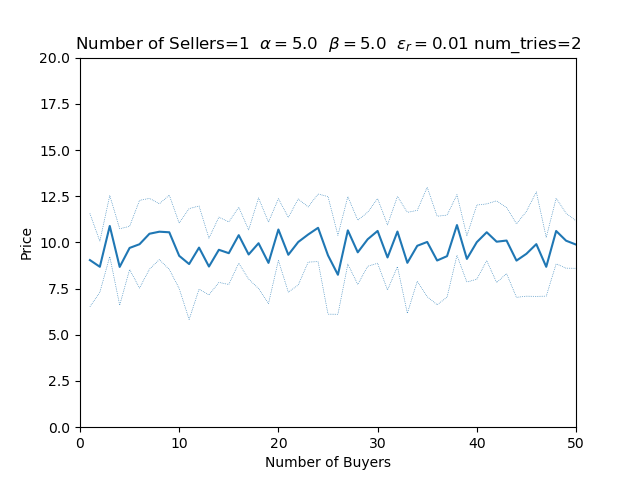 Number of Sellers=1 α = 5.0 β = 5.0 εᵣ = 0.01 num_tries=2
20.0
17.5
15.0
12.5
10.0
7.5
5.0
2.5
0.0
Price
0 10 20 30 40 50
Number of Buyers